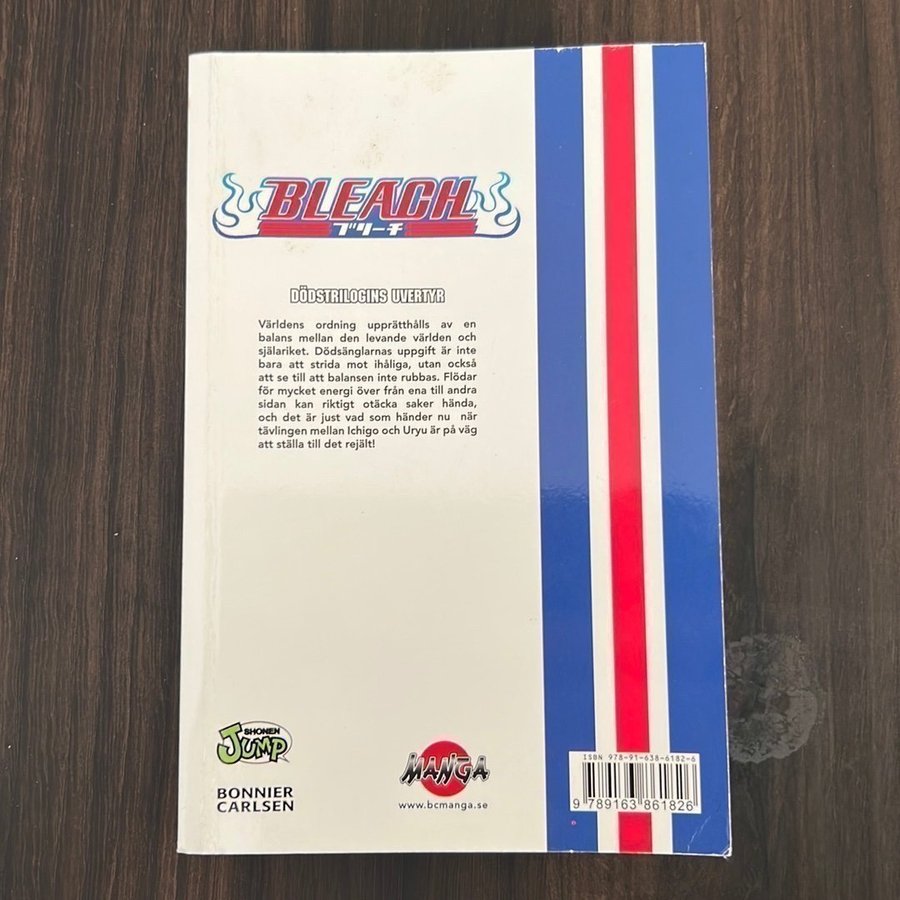 BLEACH
ブリーチ
DÖDSTRILOGINS UVERTYR
Världens ordning upprätthålls av en
balans mellan den levande världen och
själariket. Dödsänglarnas uppgift är inte
bara att strida mot ihåliga, utan också
att se till att balansen inte rubbas. Flödar
för mycket energi över från ena till andra
sidan kan riktigt otäcka saker hända,
och det är just vad som händer nu när
tävlingen mellan Ichigo och Uryu är på väg
att ställa till det rejält!
SHONEN
JUMP
BONNIER
CARLSEN
MANGA
www.bcmanga.se
ISBN 978-91-638-6182-6
9 789163 861826